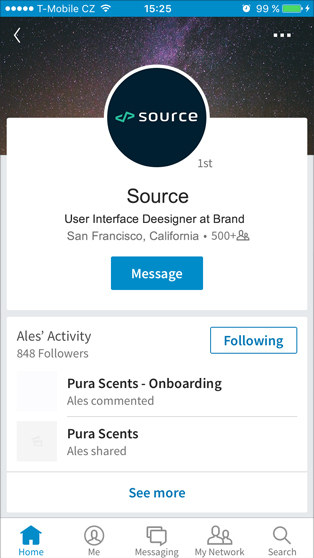 T-Mobile CZ 15:25 99 %
</> source
1st
Source
User Interface Deesigner at Brand
San Francisco, California • 500+
Message
Ales’ Activity
848 Followers
Following
Pura Scents - Onboarding
Ales commented
Pura Scents
Ales shared
See more
Home Me Messaging My Network Search